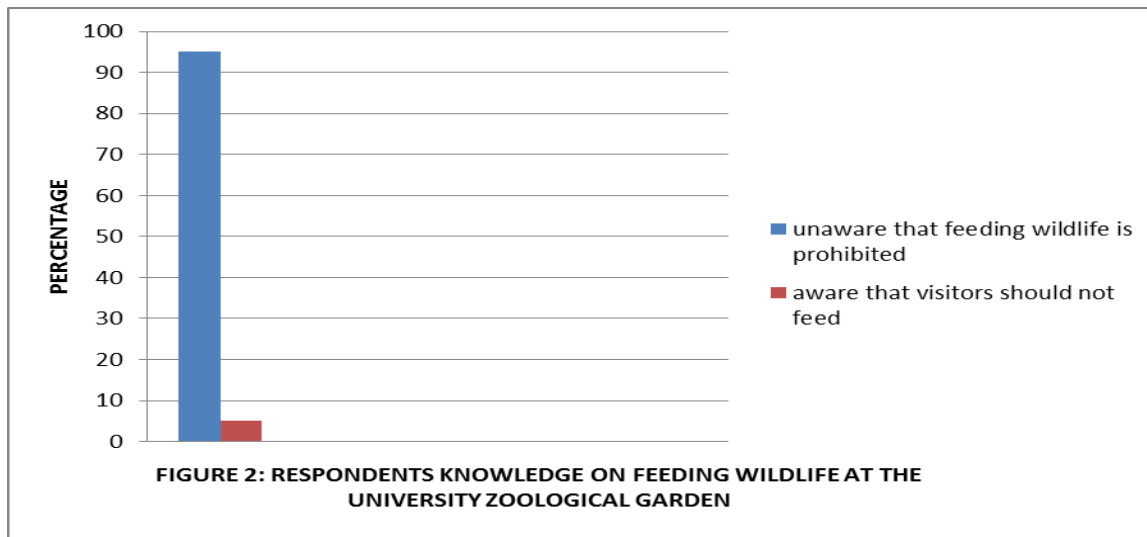 100
90
80
70
60
50
40
30
20
10
0
PERCENTAGE
unaware that feeding wildlife is
prohibited
aware that visitors should not
feed
FIGURE 2: RESPONDENTS KNOWLEDGE ON FEEDING WILDLIFE AT THE
UNIVERSITY ZOOLOGICAL GARDEN